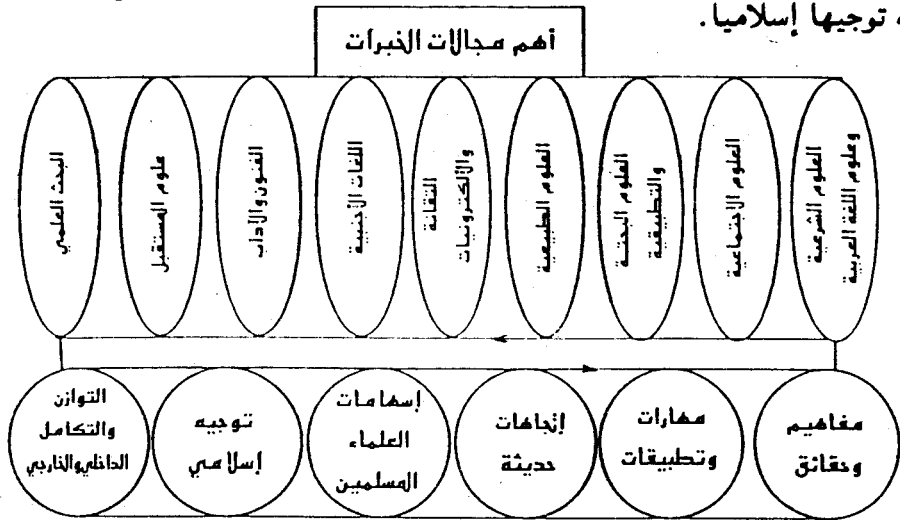 توجيها إسلاميا.
أهم مجالات الخبرات
العلوم الشرعية
وعلوم اللغة العربية
العلوم الاجتماعية
العلوم البحتة
والتطبيقية
العلوم الطبيعية
التقانة
والألكترونيات
اللغات الأجنبية
الفنون والآداب
علوم المستقبل
البحث العلمي
مفاهيم
وحقائق
مهارات
وتطبيقات
إتجاهات
حديثة
إسهامات
العلماء
المسلمين
توجيه
إسلامي
التوازن
والتكامل
الداخلي والخارجي